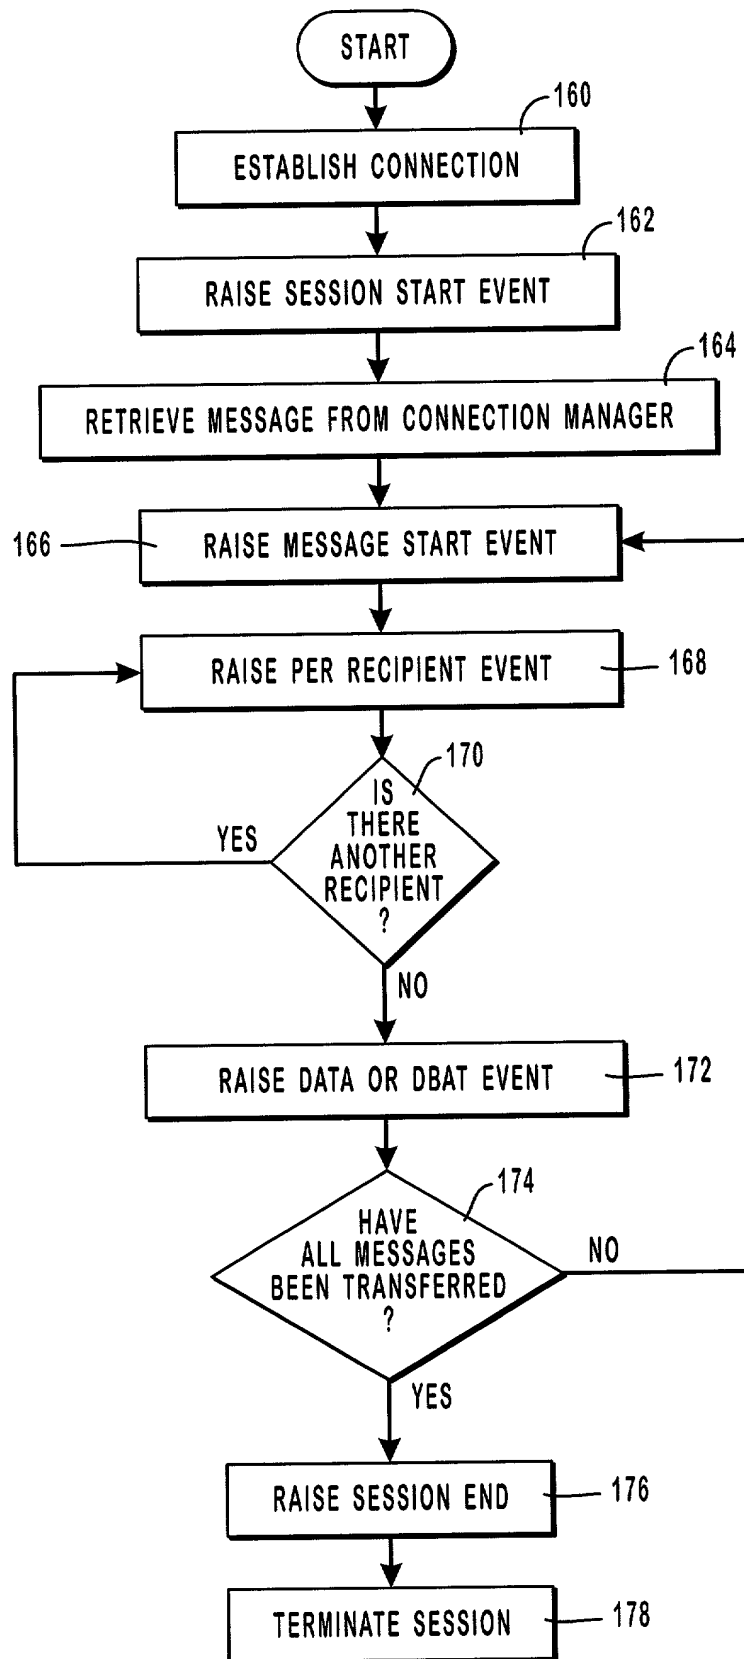 START
160
ESTABLISH CONNECTION
162
RAISE SESSION START EVENT
164
RETRIEVE MESSAGE FROM CONNECTION MANAGER
166
RAISE MESSAGE START EVENT
RAISE PER RECIPIENT EVENT
168
170
IS
THERE
ANOTHER
RECIPIENT
?
YES
NO
RAISE DATA OR DBAT EVENT
172
174
HAVE
ALL MESSAGES
BEEN TRANSFERRED
?
NO
YES
RAISE SESSION END
176
TERMINATE SESSION
178